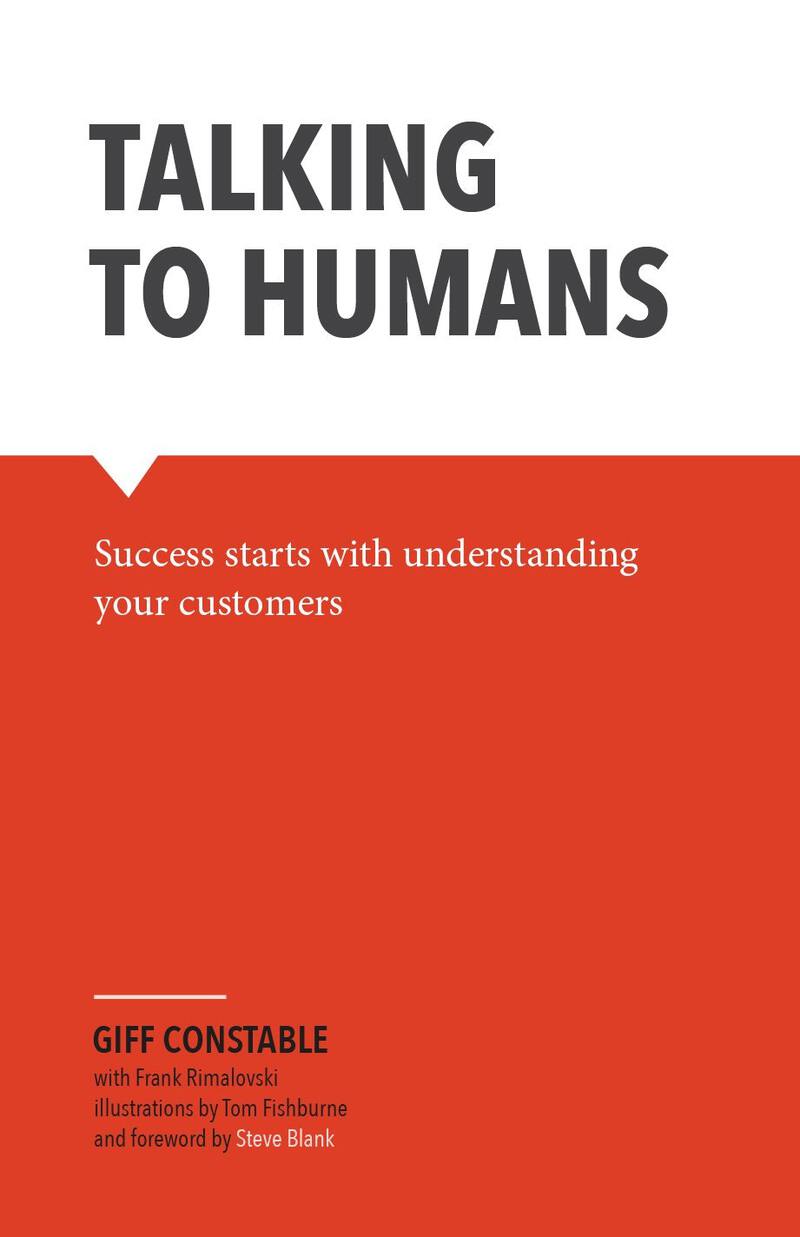 TALKING
TO HUMANS
Success starts with understanding
your customers
GIFF CONSTABLE
with Frank Rimalovski
illustrations by Tom Fishburne
and foreword by Steve Blank